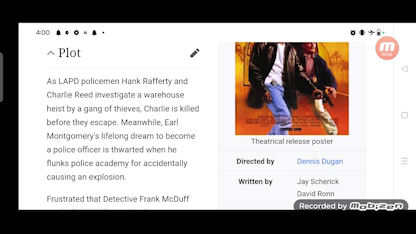 4:00
Plot
As LAPD policemen Hank Rafferty and
Charlie Reed investigate a warehouse
heist by a gang of thieves, Charlie is killed
before they escape. Meanwhile, Earl
Montgomery's lifelong dream to become
a police officer is thwarted when he
flunks police academy for accidentally
causing an explosion.
Frustrated that Detective Frank McDuff
COMING SOON
Theatrical release poster
Directed by Dennis Dugan
Written by Jay Scherick
David Ronn
Recorded by Mobizen